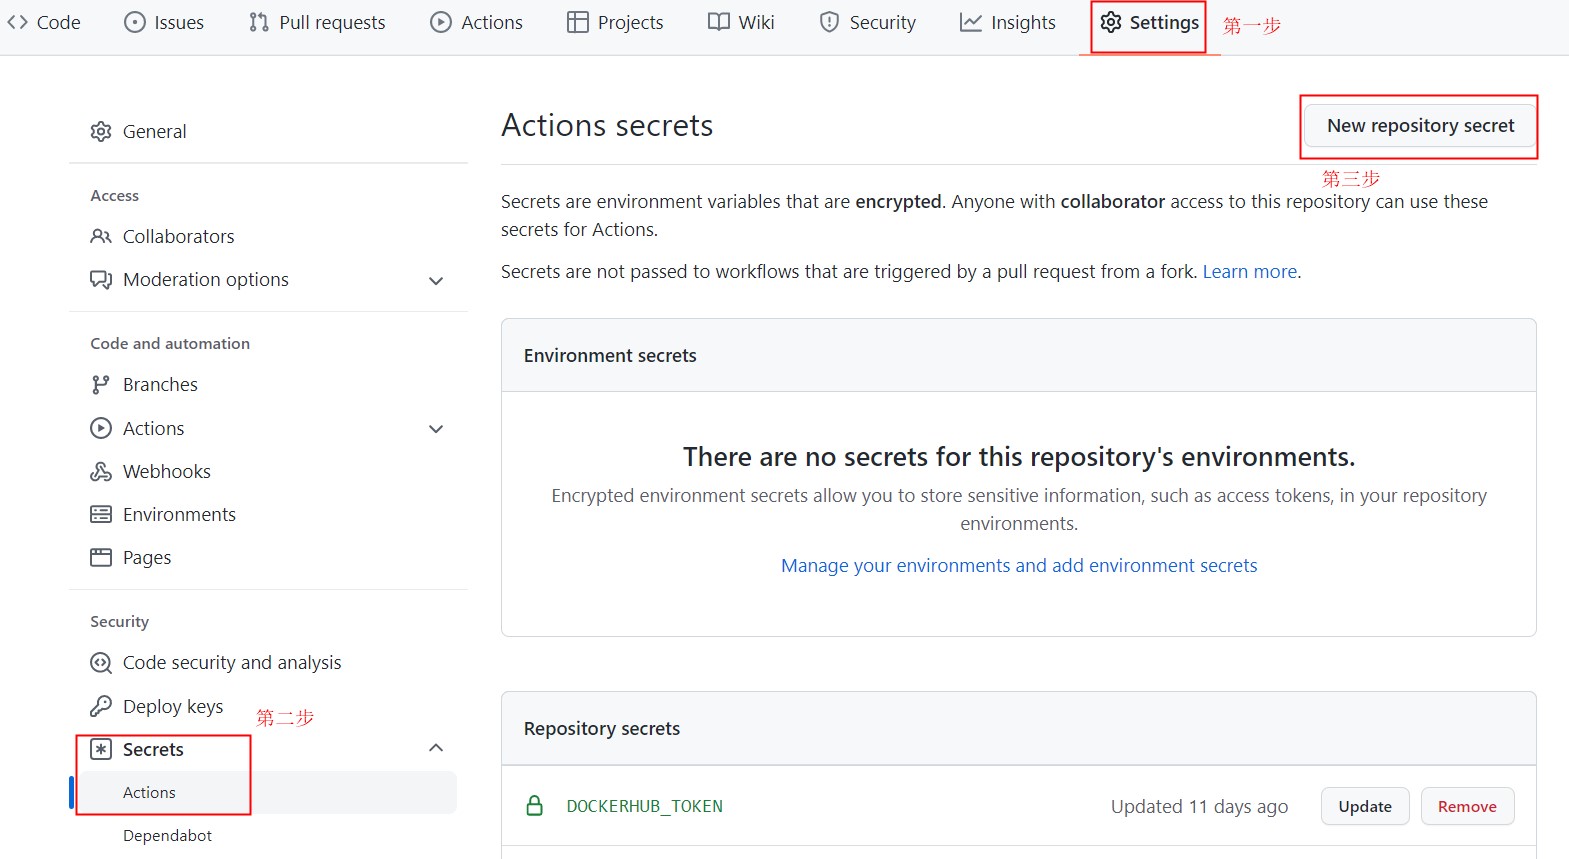 Code Issues Pull requests Actions Projects Wiki Security Insights Settings 第一步
General
Access
Collaborators
Moderation options
Code and automation
Branches
Actions
Webhooks
Environments
Pages
Security
Code security and analysis
Deploy keys
第二步
Secrets
Actions
Dependabot
Actions secrets
New repository secret
第三步
Secrets are environment variables that are encrypted. Anyone with collaborator access to this repository can use these
secrets for Actions.
Secrets are not passed to workflows that are triggered by a pull request from a fork. Learn more.
Environment secrets
There are no secrets for this repository's environments.
Encrypted environment secrets allow you to store sensitive information, such as access tokens, in your repository
environments.
Manage your environments and add environment secrets
Repository secrets
DOCKERHUB_TOKEN Updated 11 days ago Update Remove